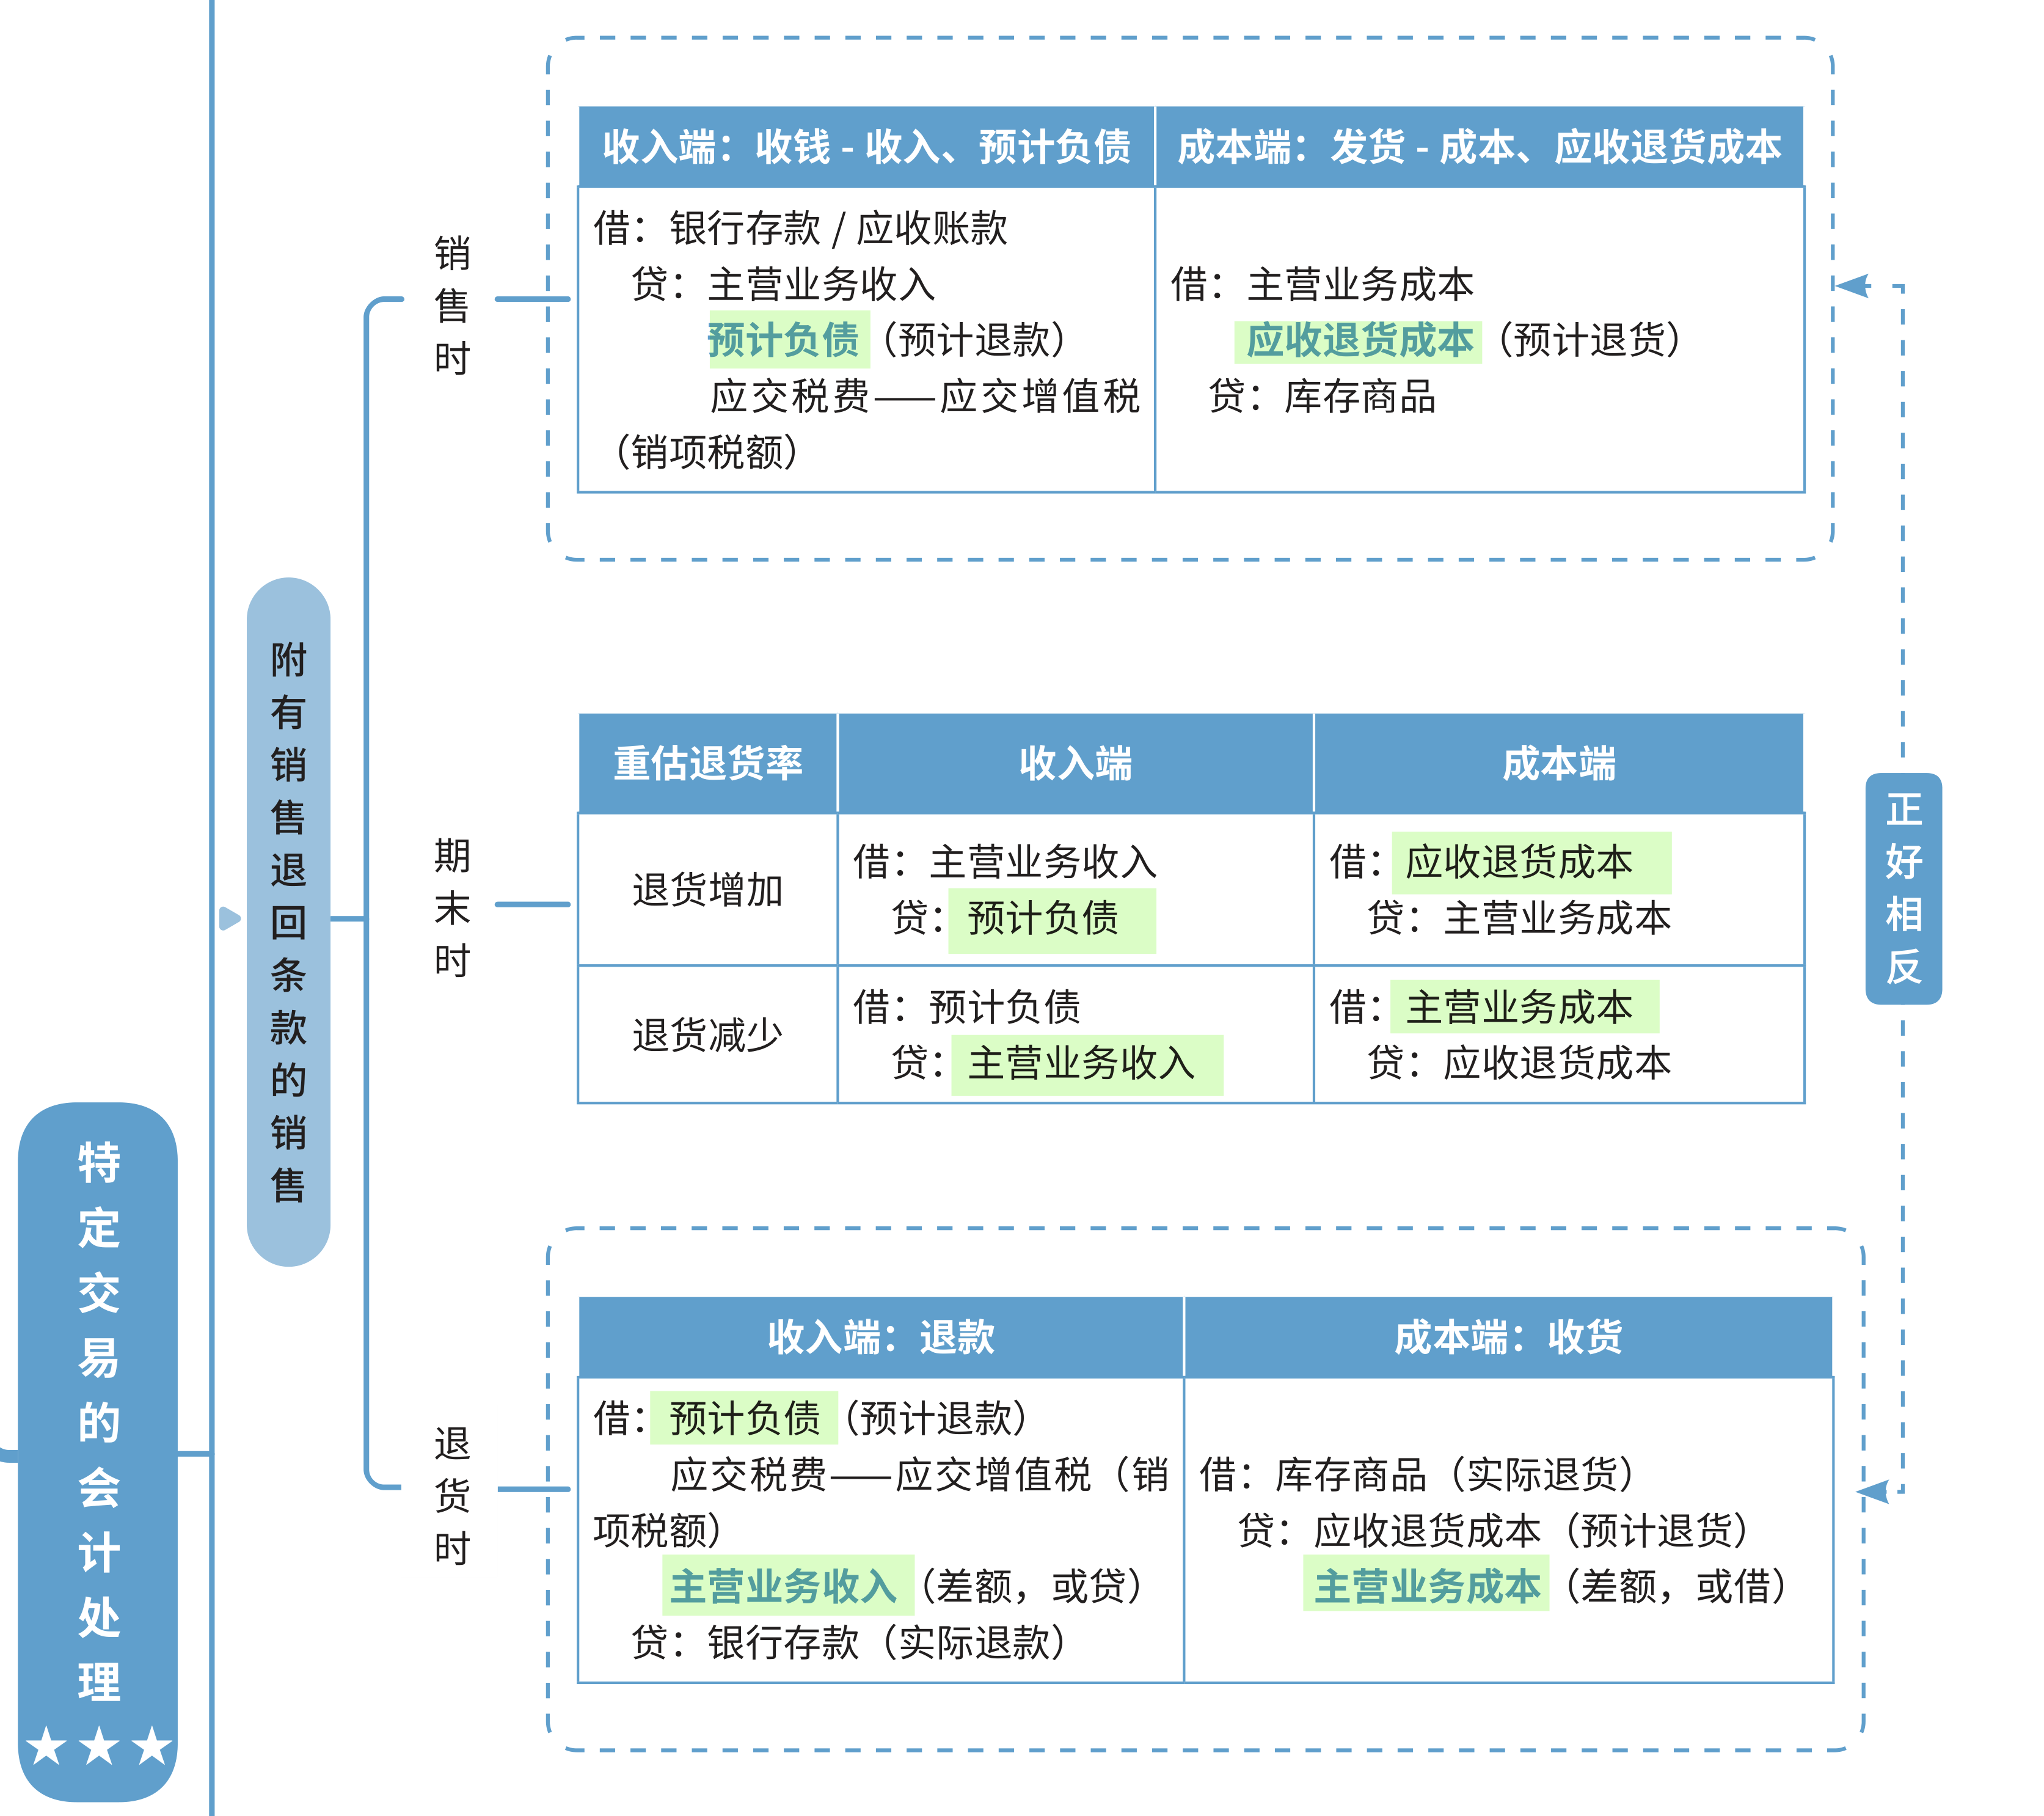 特定交易的会计处理
★★★
附有销售退回条款的销售
销售时
收入端：收钱 - 收入、预计负债
成本端：发货 - 成本、应收退货成本
借：银行存款 / 应收账款
贷：主营业务收入
预计负债（预计退款）
应交税费——应交增值税
（销项税额）
借：主营业务成本
应收退货成本（预计退货）
贷：库存商品
期末时
重估退货率
收入端
成本端
退货增加
借：主营业务收入
贷：预计负债
借：应收退货成本
贷：主营业务成本
退货减少
借：预计负债
贷：主营业务收入
借：主营业务成本
贷：应收退货成本
退货时
收入端：退款
成本端：收货
借：预计负债（预计退款）
应交税费——应交增值税（销
项税额）
主营业务收入（差额，或贷）
贷：银行存款（实际退款）
借：库存商品（实际退货）
贷：应收退货成本（预计退货）
主营业务成本（差额，或借）
正好相反